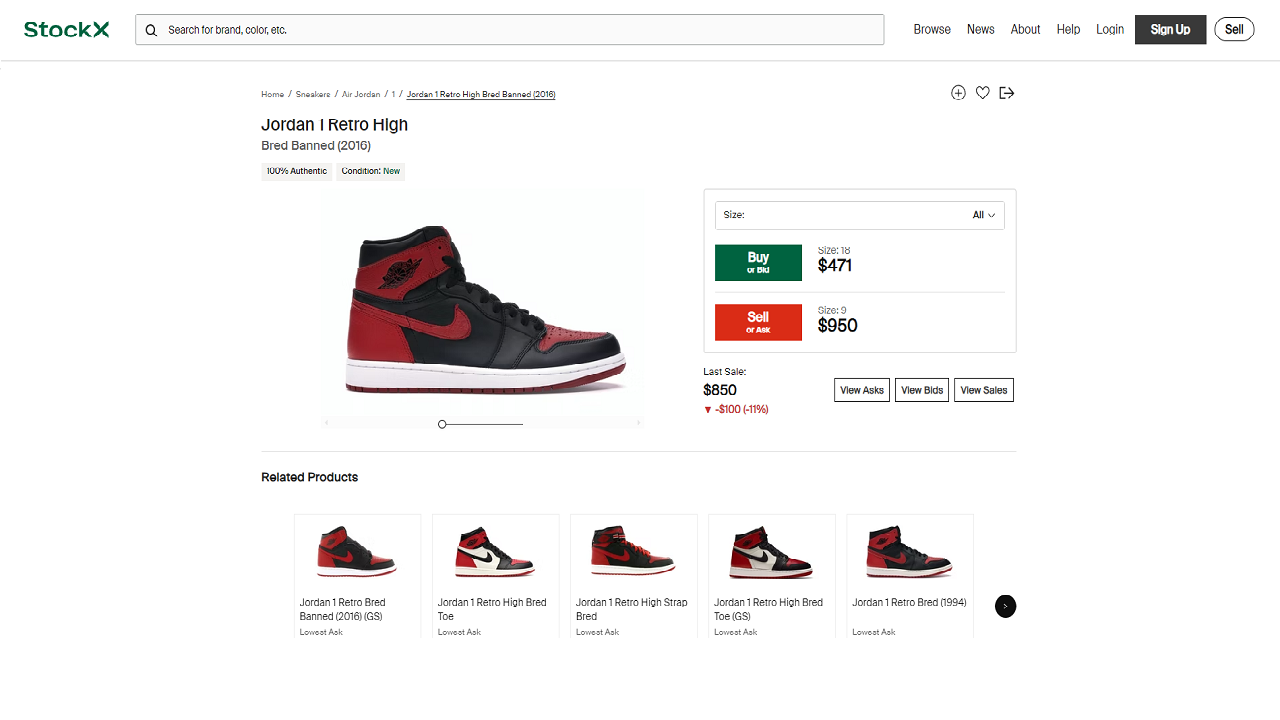 StockX
Search for brand, color, etc.
Browse News About Help Login Sign Up Sell
Home / Sneakers / Air Jordan / 1 / Jordan 1 Retro High Bred Banned (2016)
Jordan 1 Retro High
Bred Banned (2016)
100% Authentic Condition: New
Size: All
Buy
or Bid
Size: 18
$471
Sell
or Ask
Size: 9
$950
Last Sale:
$850
▼ -$100 (-11%)
View Asks View Bids View Sales
Related Products
Jordan 1 Retro Bred
Banned (2016) (GS)
Lowest Ask
Jordan 1 Retro High Bred
Toe
Lowest Ask
Jordan 1 Retro High Strap
Bred
Lowest Ask
Jordan 1 Retro High Bred
Toe (GS)
Lowest Ask
Jordan 1 Retro Bred (1994)
Lowest Ask